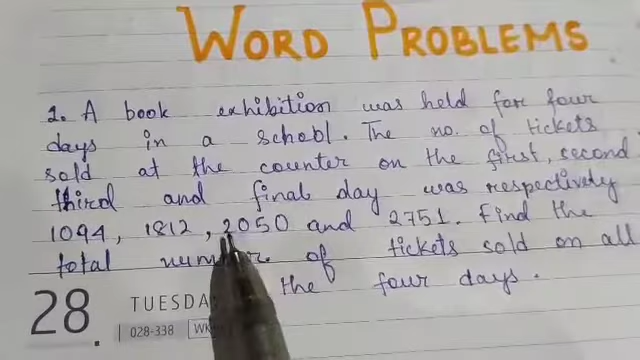 WORD PROBLEMS
1. A book exhibition was held for four
days in a school. The no. of tickets
sold at the counter on the first, second
third and final day was respectively
1094, 1812, 2050 and 2751. Find the
total of tickets sold on all
the four days.
28 TUESDA
028-338 WK